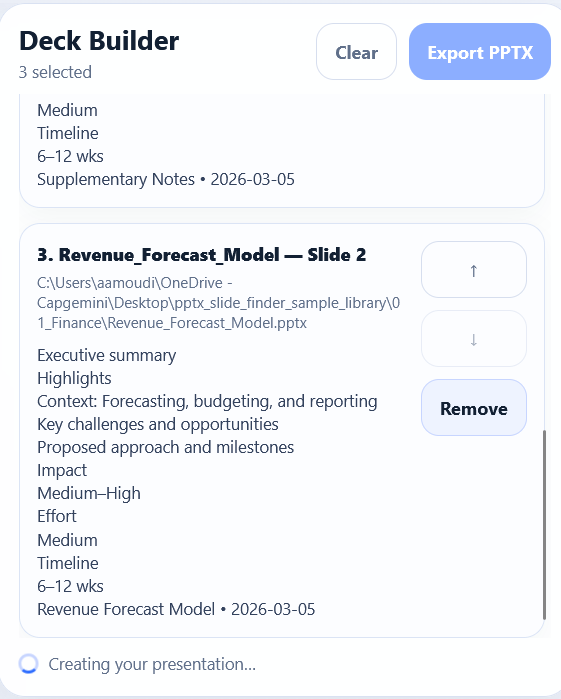 Deck Builder
3 selected
Clear
Export PPTX
Medium
Timeline
6–12 wks
Supplementary Notes • 2026-03-05
3. Revenue_Forecast_Model — Slide 2
C:\Users\aamoudi\OneDrive -
Capgemini\Desktop\pptx_slide_finder_sample_library\0
1_Finance\Revenue_Forecast_Model.pptx
↑
↓
Remove
Executive summary
Highlights
Context: Forecasting, budgeting, and reporting
Key challenges and opportunities
Proposed approach and milestones
Impact
Medium–High
Effort
Medium
Timeline
6–12 wks
Revenue Forecast Model • 2026-03-05
Creating your presentation...